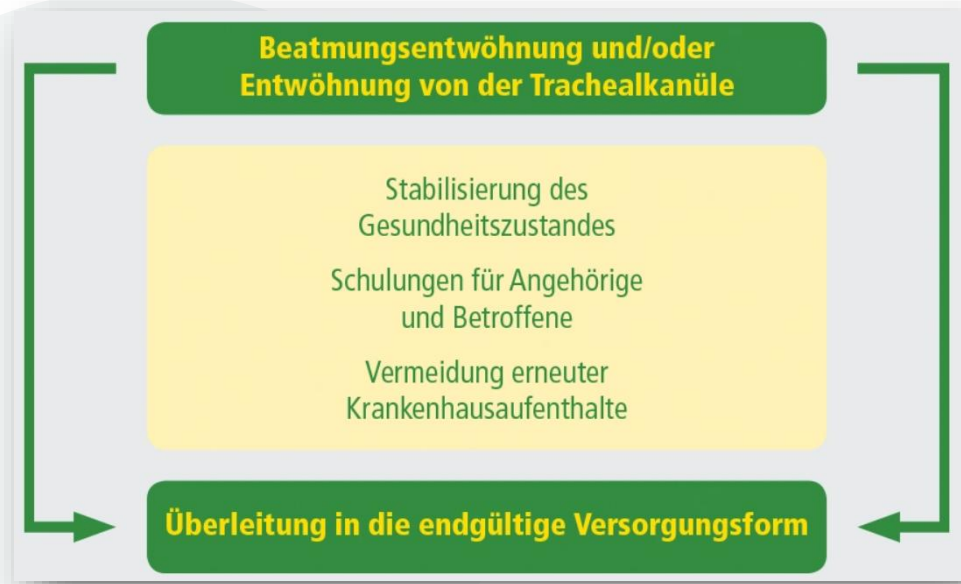 Beatmungsentwöhnung und/oder
Entwöhnung von der Trachealkanüle
Stabilisierung des
Gesundheitszustandes
Schulungen für Angehörige
und Betroffene
Vermeidung erneuter
Krankenhausaufenthalte
Überleitung in die endgültige Versorgungsform